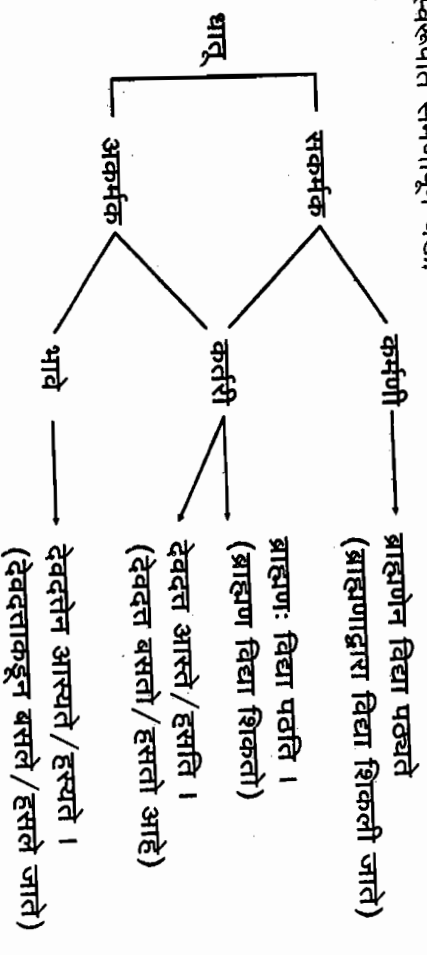 धातू
सकर्मक
अकर्मक
कर्मणी
कर्तरी
भावे
ब्राह्मणेन विद्या पठ्यते
(ब्राह्मणाद्वारा विद्या शिकली जाते)
ब्राह्मणः विद्या पठति ।
(ब्राह्मण विद्या शिकतो)
देवदत्त आस्ते/हसति ।
(देवदत्त बसतो/हसतो आहे)
देवदत्तेन आस्यते/हस्यते ।
(देवदत्ताकडून बसले/हसले जाते)